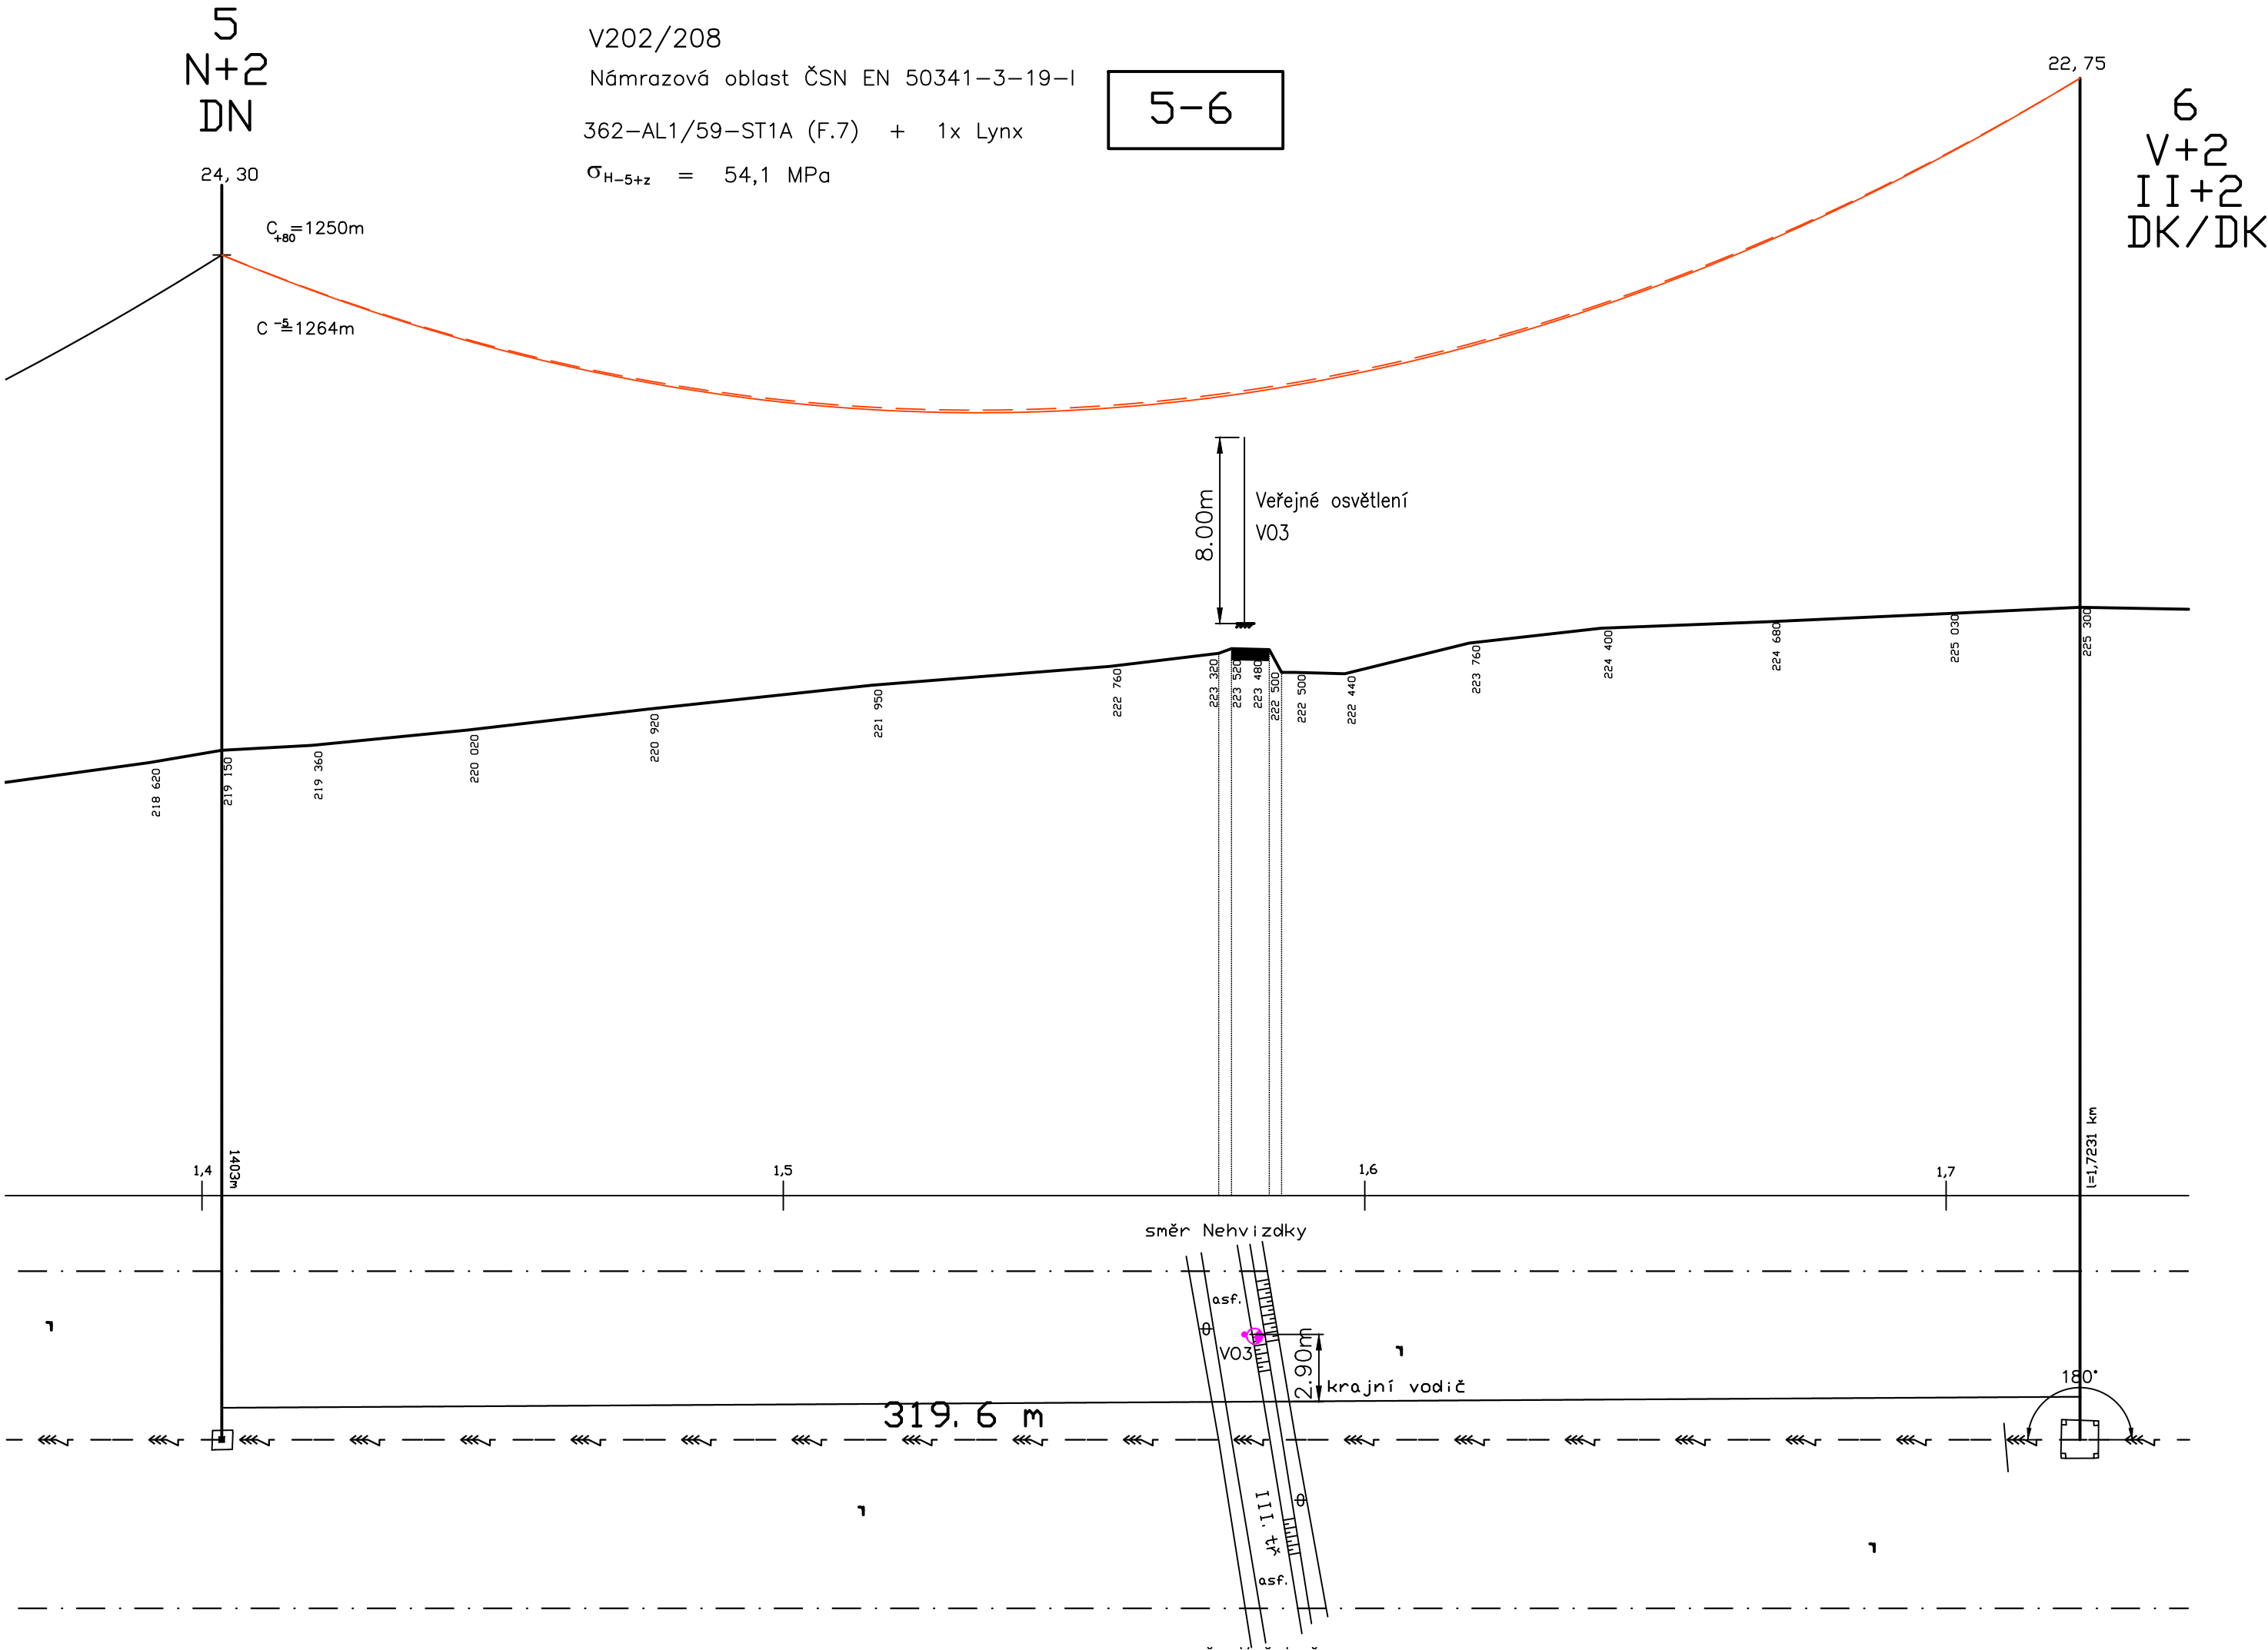 5
N+2
DN
24,30
V202/208
Námrazová oblast ČSN EN 50341-3-19-I
362-AL1/59-ST1A (F.7) + 1x Lynx
σH-5+z = 54,1 MPa
5-6
22,75
6
V+2
II+2
DK/DK
C+80=1250m
C-5=1264m
8.00m
Veřejné osvětlení
VO3
218 620
219 150
219 360
220 020
220 920
221 950
222 760
223 320
223 520
223 480
222 500
222 500
222 440
223 760
224 400
224 680
225 030
225 300
1,4
1403m
1,5
1,6
1,7
l=1,7231 km
směr Nehvizdky
asf.
VO3
2.90m
krajní vodič
180°
319.6 m
III. tř
asf.